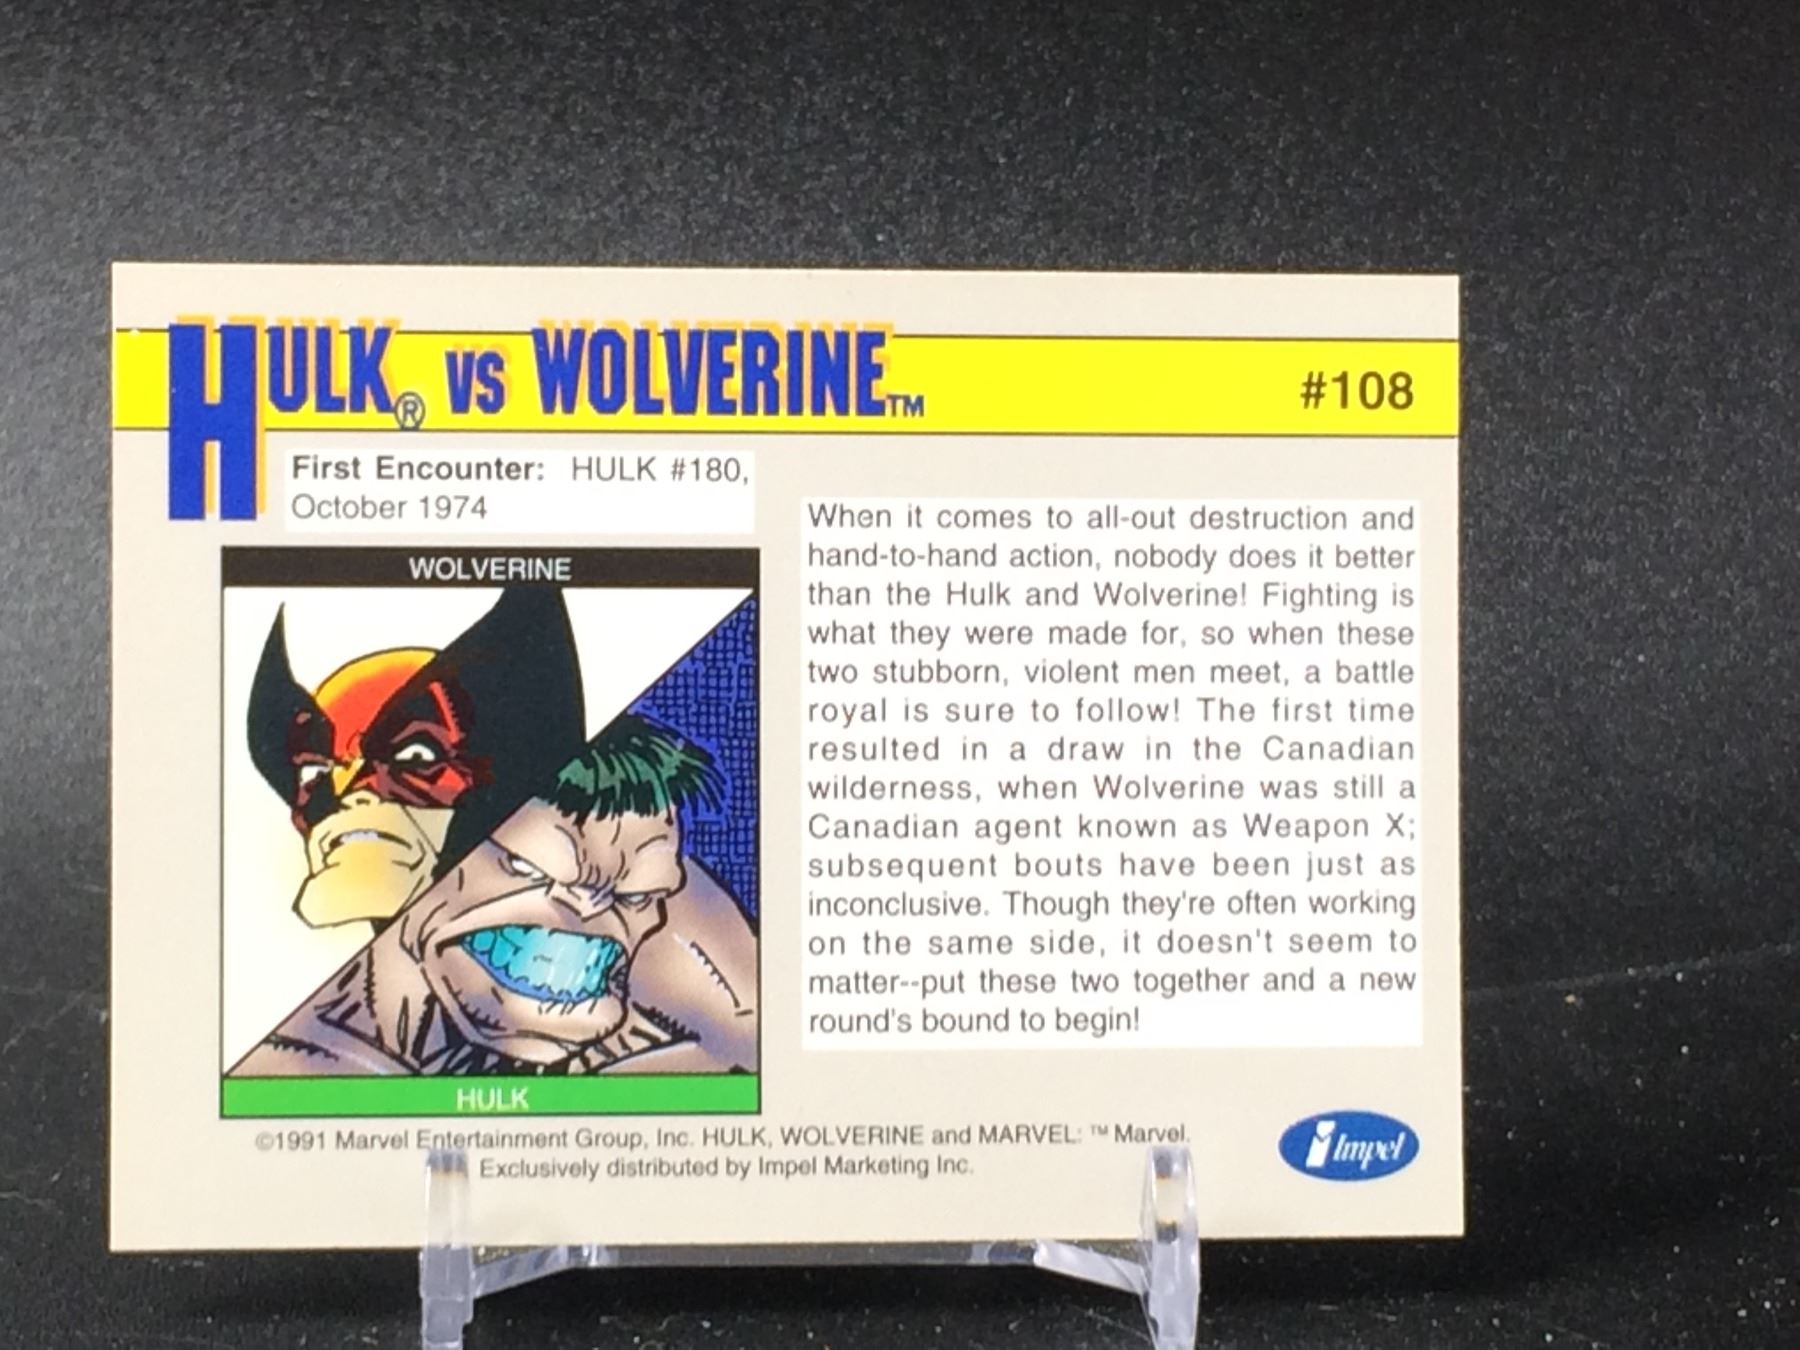 HULK® VS WOLVERINE™
#108
First Encounter: HULK #180,
October 1974
WOLVERINE
HULK
When it comes to all-out destruction and
hand-to-hand action, nobody does it better
than the Hulk and Wolverine! Fighting is
what they were made for, so when these
two stubborn, violent men meet, a battle
royal is sure to follow! The first time
resulted in a draw in the Canadian
wilderness, when Wolverine was still a
Canadian agent known as Weapon X;
subsequent bouts have been just as
inconclusive. Though they're often working
on the same side, it doesn't seem to
matter--put these two together and a new
round's bound to begin!
©1991 Marvel Entertainment Group, Inc. HULK, WOLVERINE and MARVEL: ™ Marvel.
Exclusively distributed by Impel Marketing Inc.
Impel